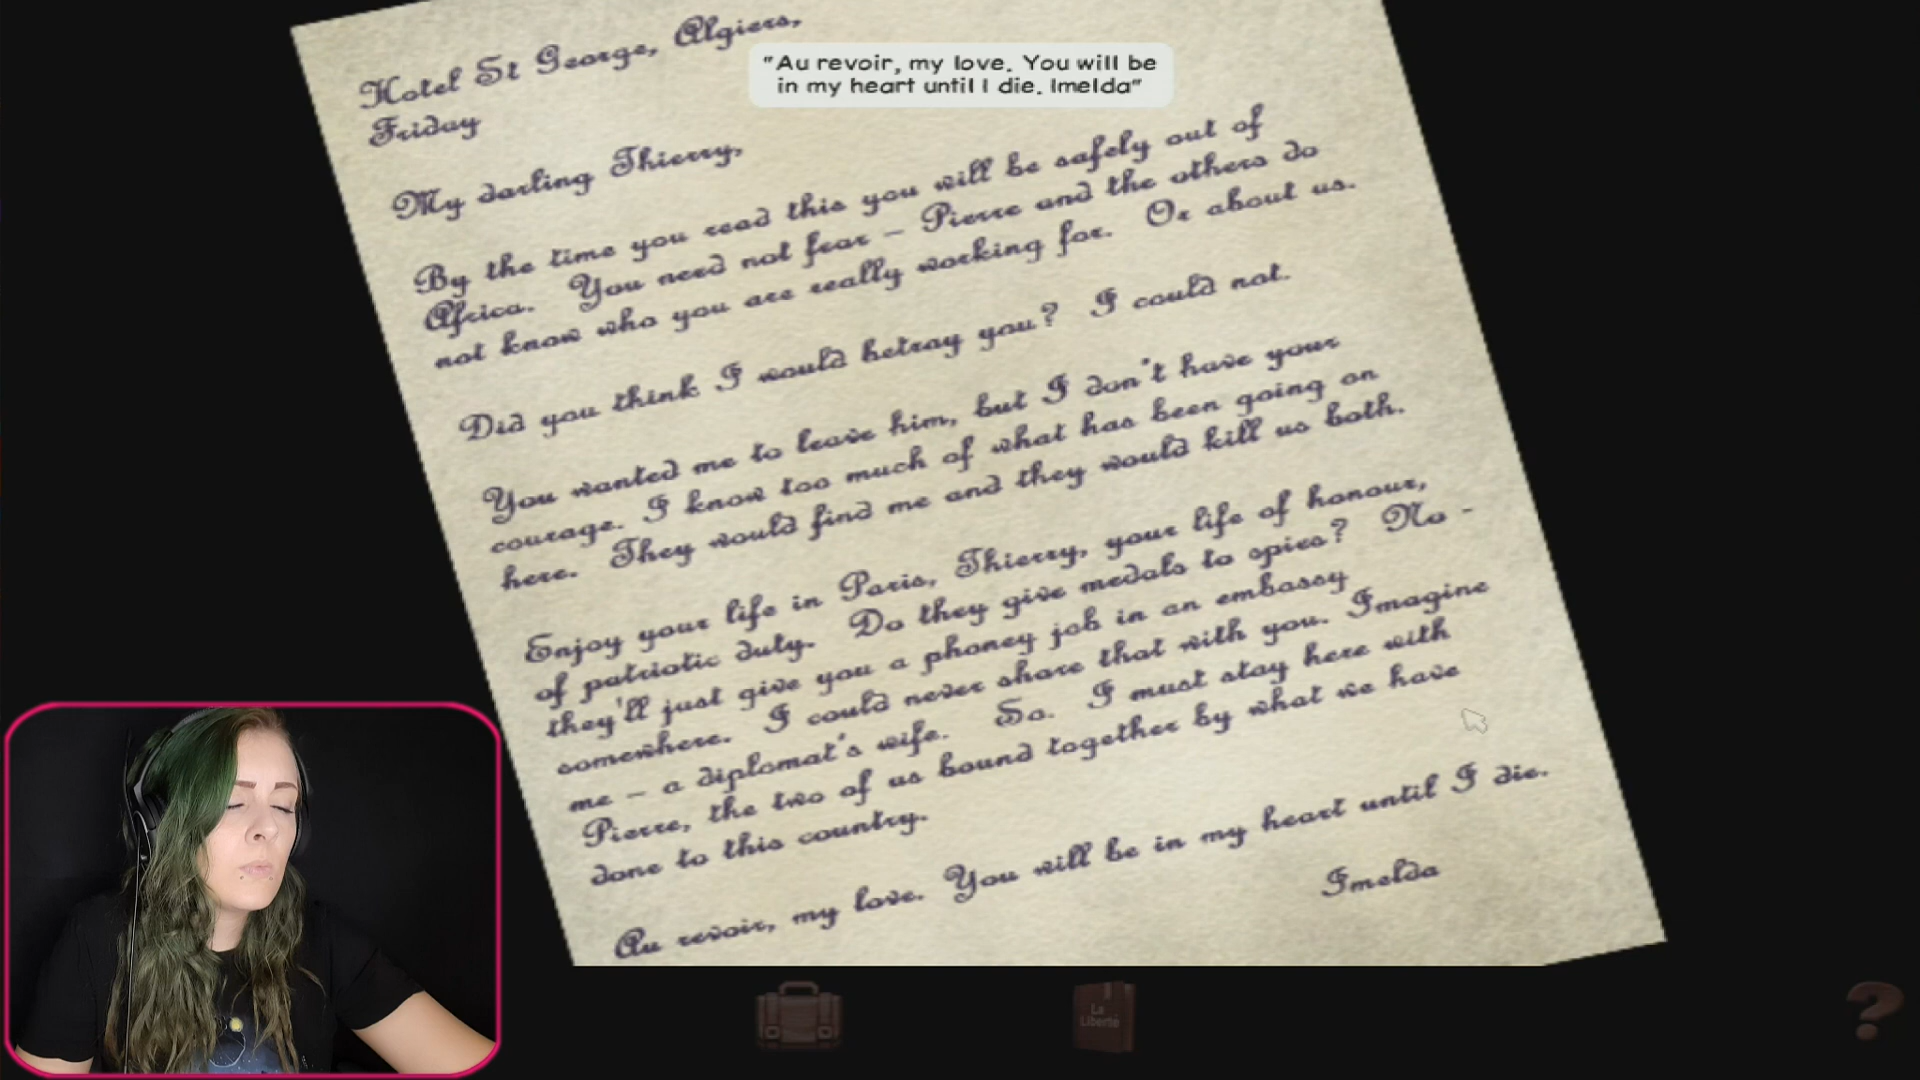 Hotel St George, Algiers,
Friday
"Au revoir, my love. You will be
in my heart until I die. Imelda"
My darling Thierry,
By the time you read this you will be safely out of
Africa. You need not fear – Pierre and the others do
not know who you are really working for. Or about us.
Did you think I would betray you? I could not.
You wanted me to leave him, but I don't have your
courage. I know too much of what has been going on
here. They would find me and they would kill us both.
Enjoy your life in Paris, Thierry, your life of honour,
of patriotic duty. Do they give medals to spies? No -
they'll just give you a phoney job in an embassy
somewhere. I could never share that with you. Imagine
me – a diplomat's wife. So. I must stay here with
Pierre, the two of us bound together by what we have
done to this country.
Au revoir, my love. You will be in my heart until I die.
Imelda
La
Liberté
?